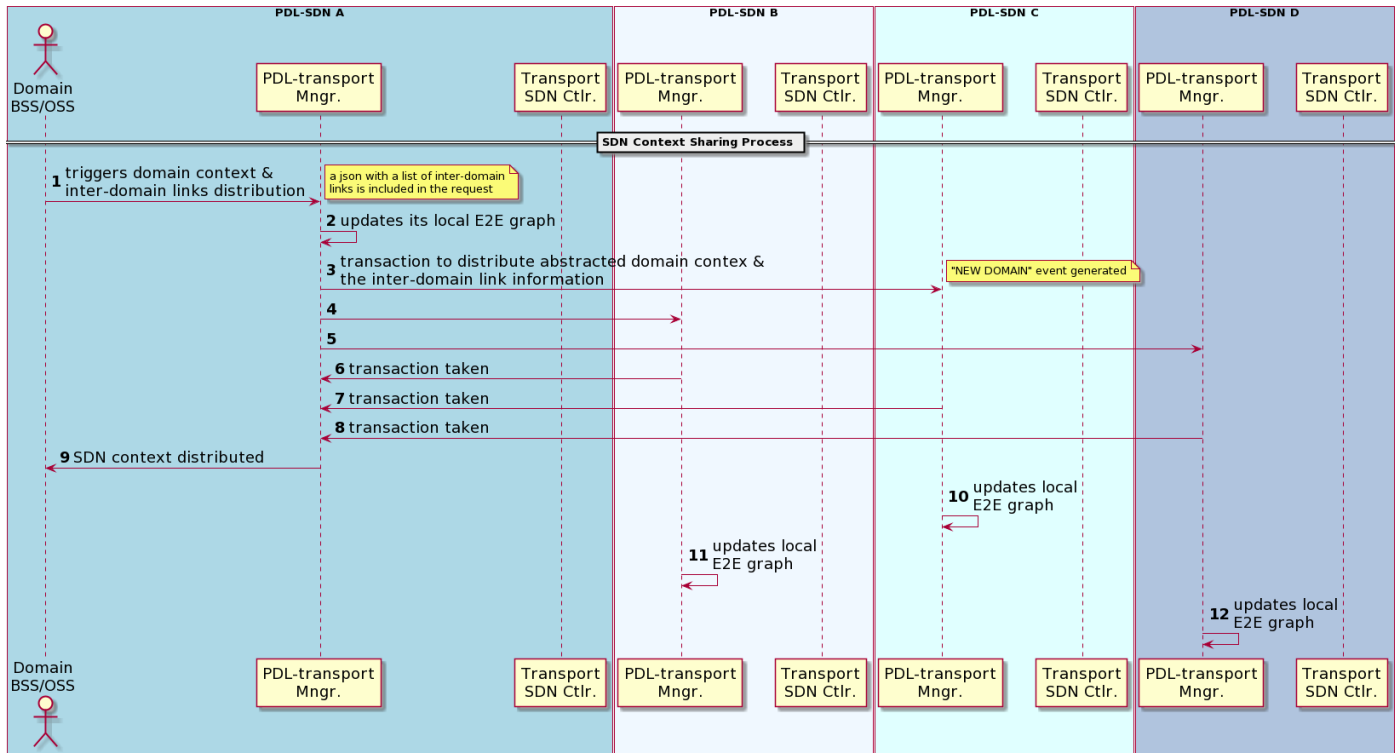 PDL-SDN A
PDL-SDN B
PDL-SDN C
PDL-SDN D
Domain
BSS/OSS
PDL-transport
Mngr.
Transport
SDN Ctlr.
PDL-transport
Mngr.
Transport
SDN Ctlr.
PDL-transport
Mngr.
Transport
SDN Ctlr.
PDL-transport
Mngr.
Transport
SDN Ctlr.
SDN Context Sharing Process
1 triggers domain context &
inter-domain links distribution
a json with a list of inter-domain
links is included in the request
2 updates its local E2E graph
3 transaction to distribute abstracted domain contex &
the inter-domain link information
"NEW DOMAIN" event generated
4
5
6 transaction taken
7 transaction taken
8 transaction taken
9 SDN context distributed
10 updates local
E2E graph
11 updates local
E2E graph
12 updates local
E2E graph
Domain
BSS/OSS
PDL-transport
Mngr.
Transport
SDN Ctlr.
PDL-transport
Mngr.
Transport
SDN Ctlr.
PDL-transport
Mngr.
Transport
SDN Ctlr.
PDL-transport
Mngr.
Transport
SDN Ctlr.